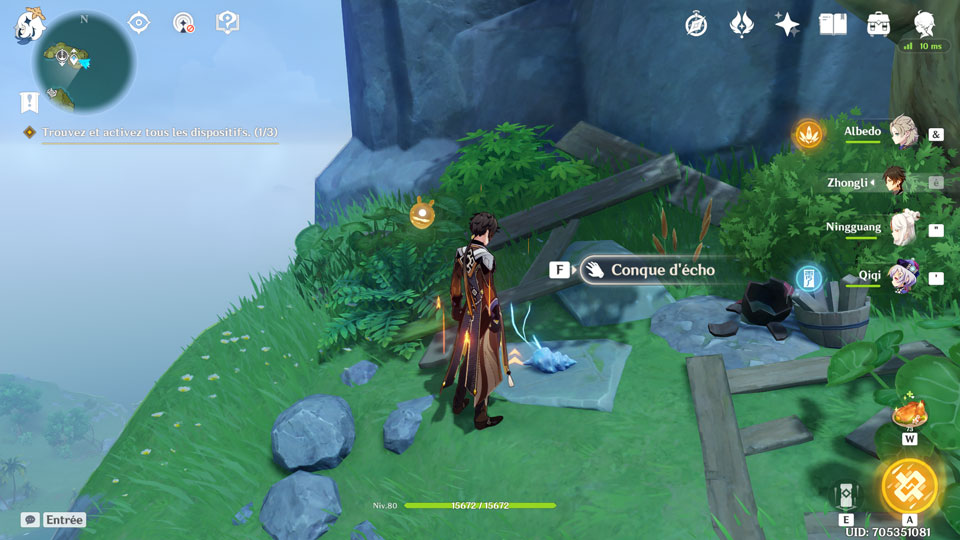 N
10 ms
Trouvez et activez tous les dispositifs. (1/3)
Albedo
&
Zhongli
é
Ningguang
"
F
Conque d'écho
Qiqi
'
73
W
Niv.80
15672 / 15672
Entrée
E
A
UID: 705351081